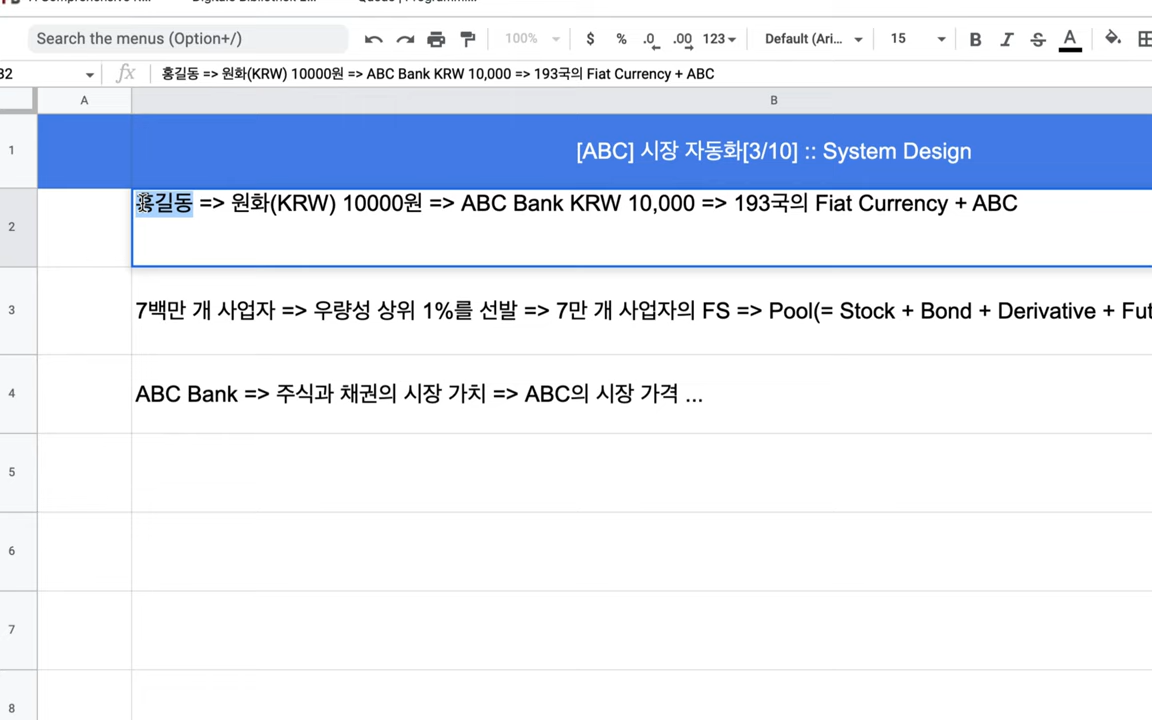 Search the menus (Option+/)
100%
$ % .0 .00 123
Default (Ari...
15
B I S A
fx 홍길동 => 원화(KRW) 10000원 => ABC Bank KRW 10,000 => 193국의 Fiat Currency + ABC
A B
1 [ABC] 시장 자동화[3/10] :: System Design
2 홍길동 => 원화(KRW) 10000원 => ABC Bank KRW 10,000 => 193국의 Fiat Currency + ABC
3 7백만 개 사업자 => 우량성 상위 1%를 선발 => 7만 개 사업자의 FS => Pool(= Stock + Bond + Derivative + Fut
4 ABC Bank => 주식과 채권의 시장 가치 => ABC의 시장 가격 ...
5
6
7
8